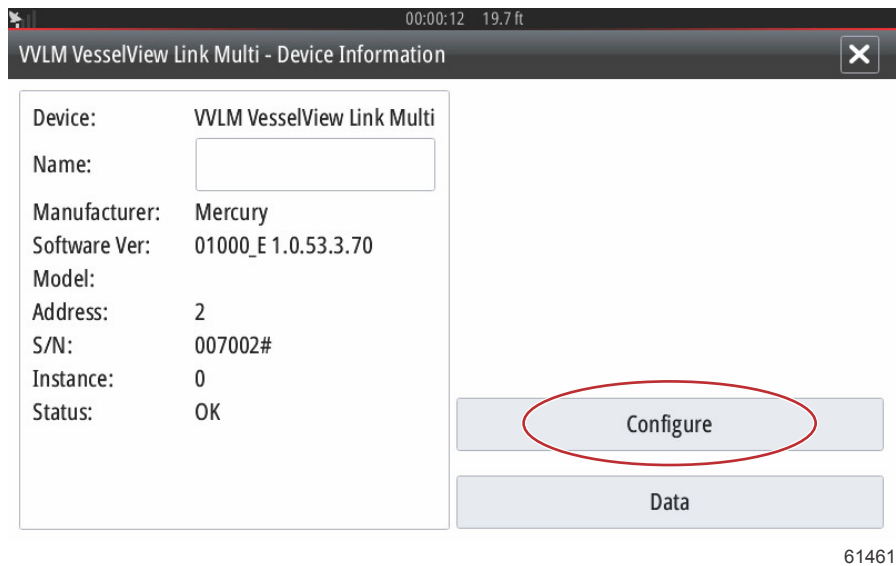 00:00:12 19.7 ft
VVLM VesselView Link Multi - Device Information
Device: VVLM VesselView Link Multi
Name:
Manufacturer: Mercury
Software Ver: 01000_E 1.0.53.3.70
Model:
Address: 2
S/N: 007002#
Instance: 0
Status: OK
Configure
Data
61461